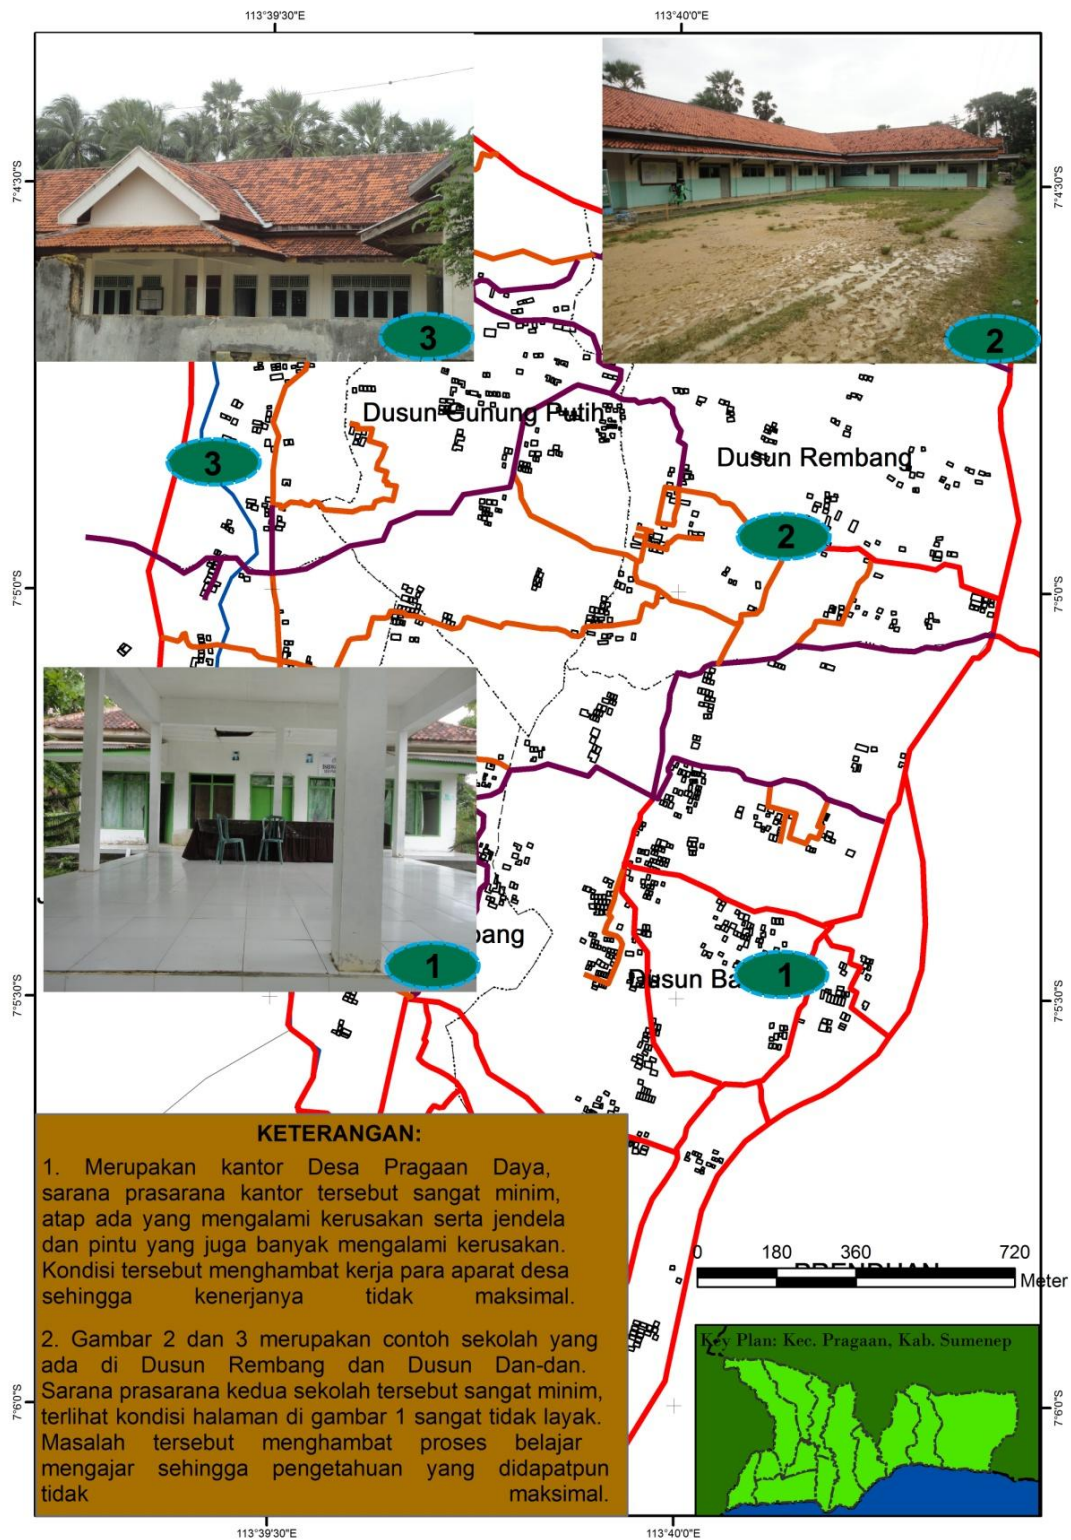 113°39'30"E
113°40'0"E
7°4'30"S
7°4'30"S
3
2
Dusun Gunung Putih
Dusun Rembang
3
2
7°5'0"S
7°5'0"S
bang
1
Dusun Ba
1
7°5'30"S
7°5'30"S
KETERANGAN:
1. Merupakan kantor Desa Pragaan Daya,
sarana prasarana kantor tersebut sangat minim,
atap ada yang mengalami kerusakan serta jendela
dan pintu yang juga banyak mengalami kerusakan.
Kondisi tersebut menghambat kerja para aparat desa
sehingga kenerjanya tidak maksimal.
2. Gambar 2 dan 3 merupakan contoh sekolah yang
ada di Dusun Rembang dan Dusun Dan-dan.
Sarana prasarana kedua sekolah tersebut sangat minim,
terlihat kondisi halaman di gambar 1 sangat tidak layak.
Masalah tersebut menghambat proses belajar
mengajar sehingga pengetahuan yang didapatpun
tidak maksimal.
0 180 360 720
PRENDUAN
Meter
Key Plan: Kec. Pragaan, Kab. Sumenep
7°6'0"S
7°6'0"S
113°39'30"E
113°40'0"E